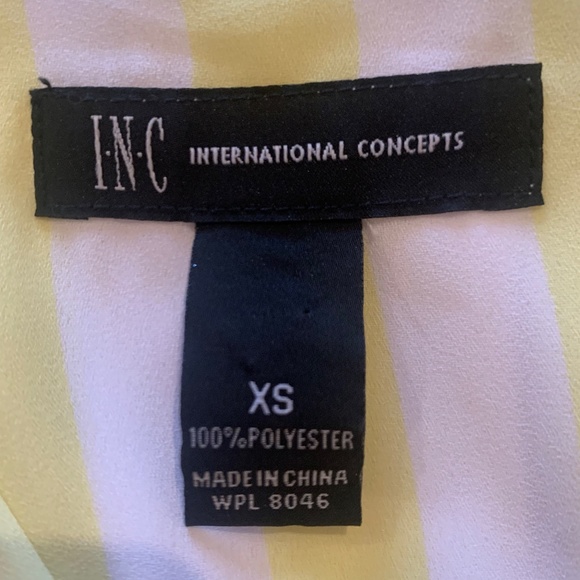 I·N·C INTERNATIONAL CONCEPTS
XS
100%POLYESTER
MADE IN CHINA
WPL 8046